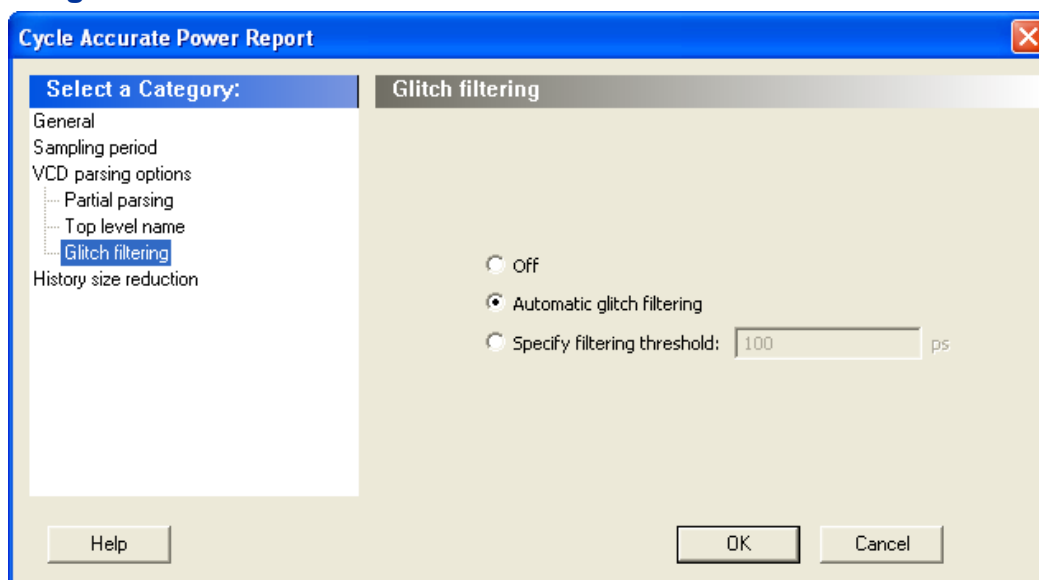 Cycle Accurate Power Report
Select a Category:
General
Sampling period
VCD parsing options
Partial parsing
Top level name
Glitch filtering
History size reduction
Glitch filtering
Off
Automatic glitch filtering
Specify filtering threshold: 100 ps
Help
OK
Cancel